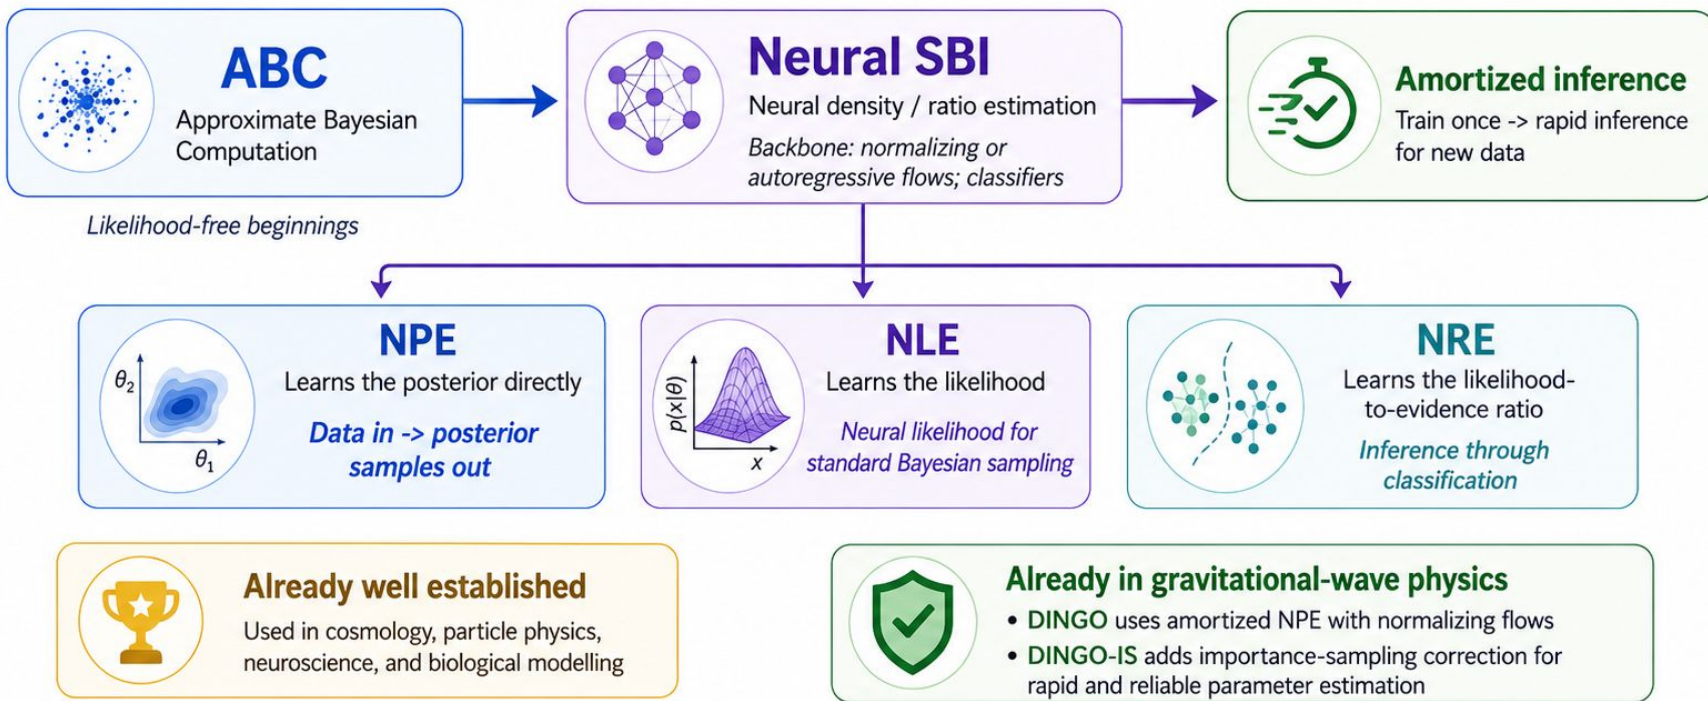 ABC
Approximate Bayesian
Computation
Likelihood-free beginnings
Neural SBI
Neural density / ratio estimation
Backbone: normalizing or
autoregressive flows; classifiers
Amortized inference
Train once -> rapid inference
for new data
NPE
Learns the posterior directly
Data in -> posterior
samples out
θ₂
θ₁
NLE
Learns the likelihood
Neural likelihood for
standard Bayesian sampling
p(x|θ)
x
NRE
Learns the likelihood-
to-evidence ratio
Inference through
classification
Already well established
Used in cosmology, particle physics,
neuroscience, and biological modelling
Already in gravitational-wave physics
• DINGO uses amortized NPE with normalizing flows
• DINGO-IS adds importance-sampling correction for
rapid and reliable parameter estimation